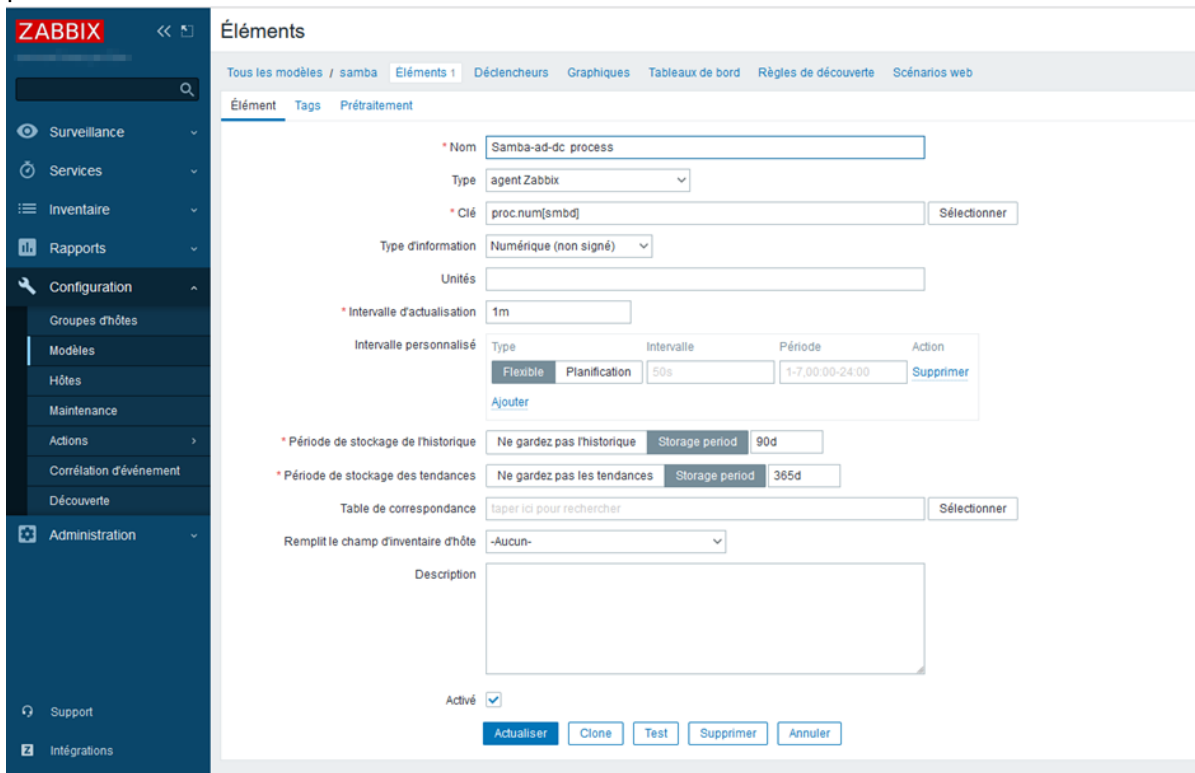 ZABBIX
Éléments
Tous les modèles / samba Éléments 1 Déclencheurs Graphiques Tableaux de bord Règles de découverte Scénarios web
Élément Tags Prétraitement
Surveillance
Services
Inventaire
Rapports
Configuration
Groupes d'hôtes
Modèles
Hôtes
Maintenance
Actions
Corrélation d'événement
Découverte
Administration
Support
Intégrations
* Nom Samba-ad-dc process
Type agent Zabbix
* Clé proc.num[smbd] Sélectionner
Type d'information Numérique (non signé)
Unités
* Intervalle d'actualisation 1m
Intervalle personnalisé Type Intervalle Période Action
Flexible Planification 50s 1-7,00:00-24:00 Supprimer
Ajouter
* Période de stockage de l'historique Ne gardez pas l'historique Storage period 90d
* Période de stockage des tendances Ne gardez pas les tendances Storage period 365d
Table de correspondance taper ici pour rechercher Sélectionner
Remplit le champ d'inventaire d'hôte -Aucun-
Description
Activé
Actualiser Clone Test Supprimer Annuler